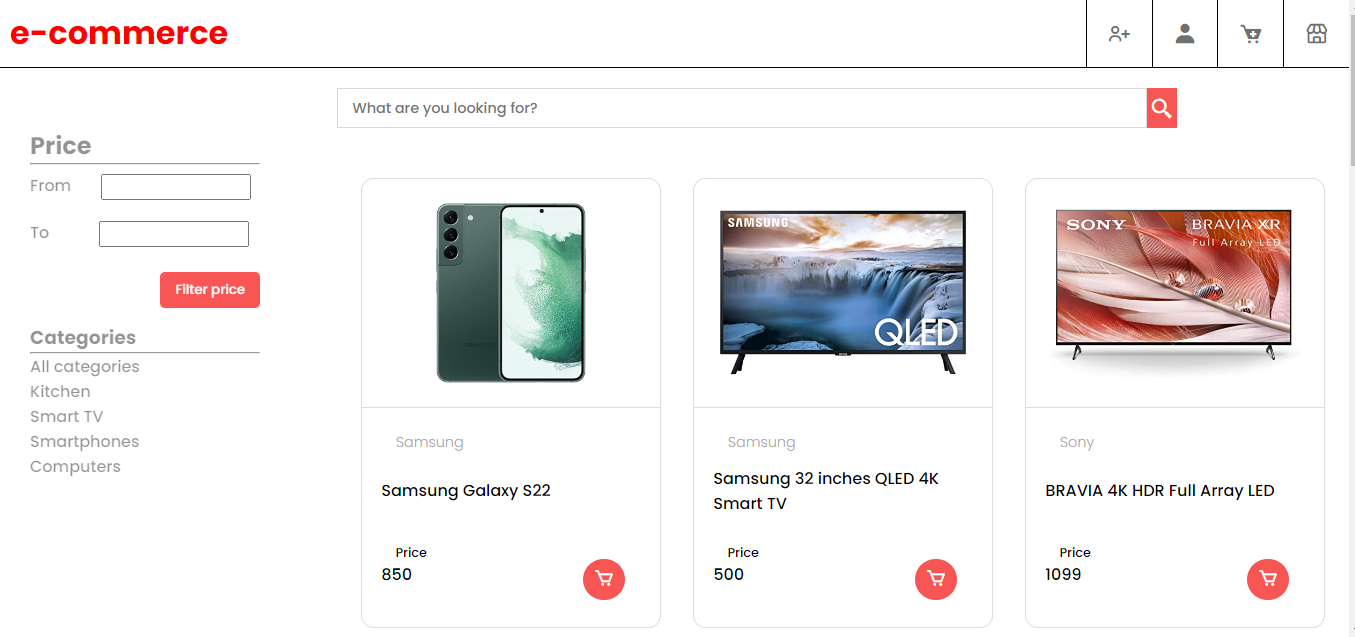 e-commerce
What are you looking for?
Price
From
To
Filter price
Categories
All categories
Kitchen
Smart TV
Smartphones
Computers
SAMSUNG
QLED
SONY
BRAVIA XR
Full Array LED
Samsung
Samsung Galaxy S22
Price
850
Samsung
Samsung 32 inches QLED 4K
Smart TV
Price
500
Sony
BRAVIA 4K HDR Full Array LED
Price
1099